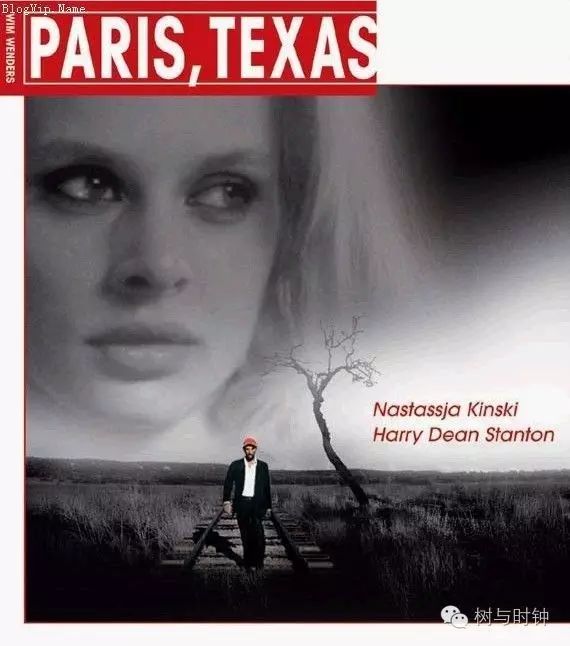 BlogVip.Name
WIM WENDERS
PARIS, TEXAS
Nastassja Kinski
Harry Dean Stanton
树与时钟